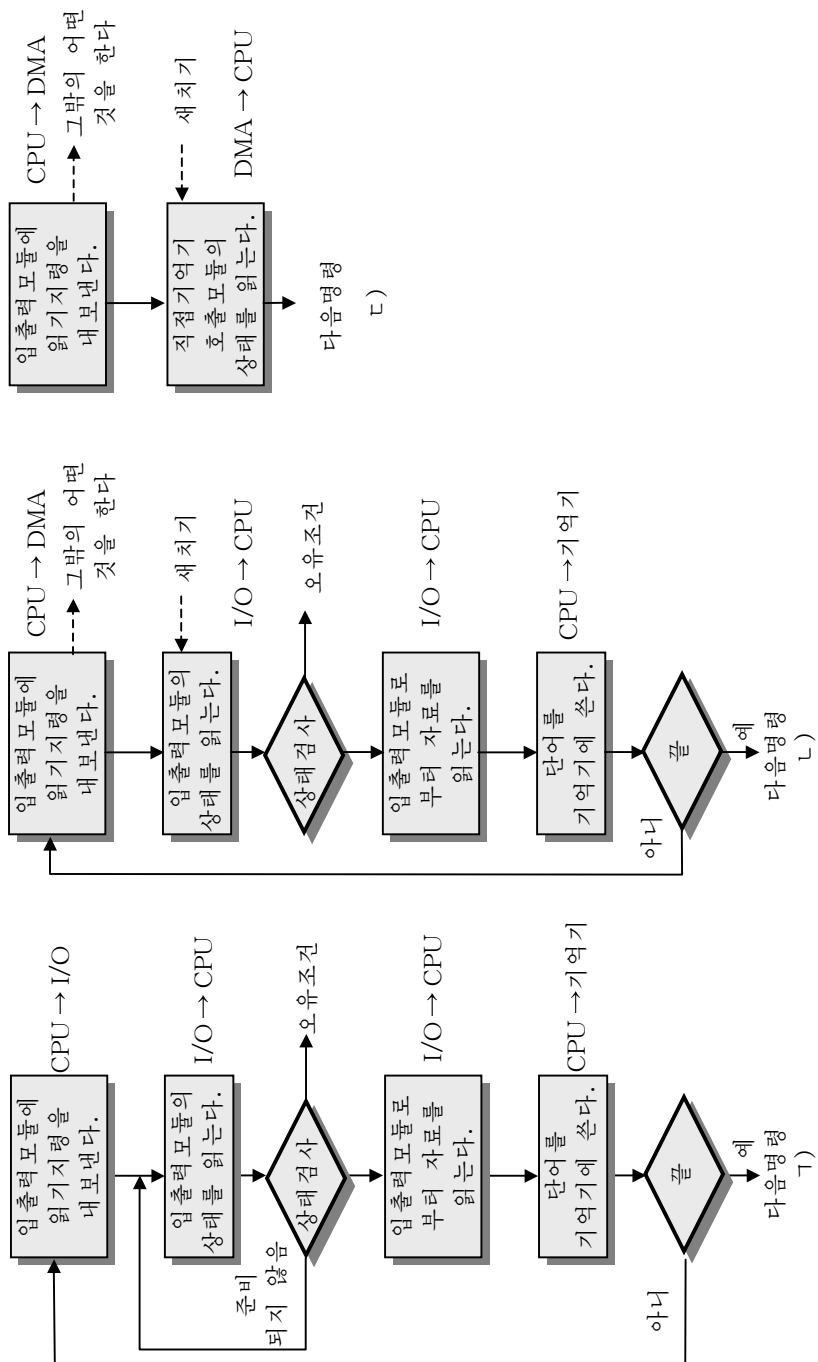 입출력모듈에
읽기지령을
내보낸다.
CPU → I/O
입출력모듈의
상태를 읽는다.
I/O → CPU
상태검사
오유조건
준비
되지 않음
입출력모듈로
부터 자료를
읽는다.
I/O → CPU
단어를
기억기에 쓴다.
CPU → 기억기
끝
아니
예
다음명령
ㄱ)
입출력모듈에
읽기지령을
내보낸다.
CPU → DMA
그밖의 어떤
것을 한다
입출력모듈의
상태를 읽는다.
새치기
I/O → CPU
상태검사
오유조건
입출력모듈로
부터 자료를
읽는다.
I/O → CPU
단어를
기억기에 쓴다.
CPU → 기억기
끝
아니
예
다음명령
ㄴ)
입출력모듈에
읽기지령을
내보낸다.
CPU → DMA
그밖의 어떤
것을 한다
직접기억기
호출모듈의
상태를 읽는다.
새치기
DMA → CPU
다음명령
ㄷ)